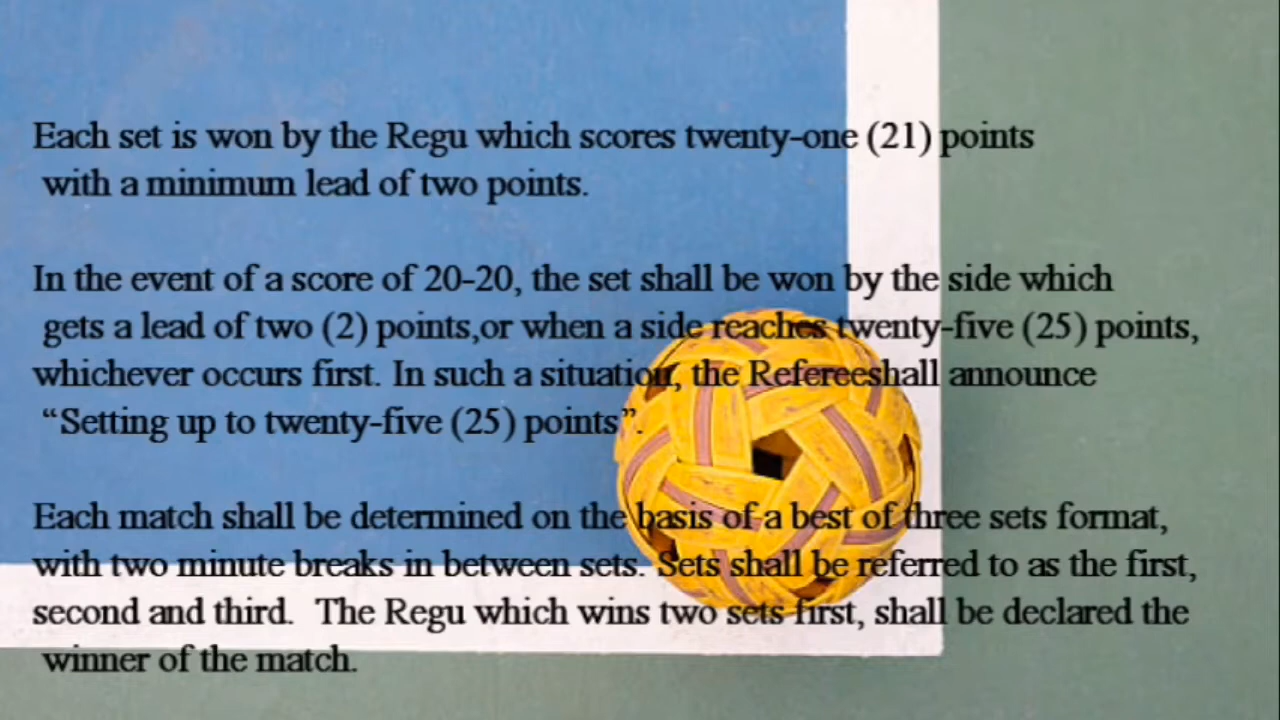 Each set is won by the Regu which scores twenty-one (21) points
with a minimum lead of two points.
In the event of a score of 20-20, the set shall be won by the side which
gets a lead of two (2) points,or when a side reaches twenty-five (25) points,
whichever occurs first. In such a situation, the Refereeshall announce
“Setting up to twenty-five (25) points”.
Each match shall be determined on the basis of a best of three sets format,
with two minute breaks in between sets. Sets shall be referred to as the first,
second and third.  The Regu which wins two sets first, shall be declared the
winner of the match.